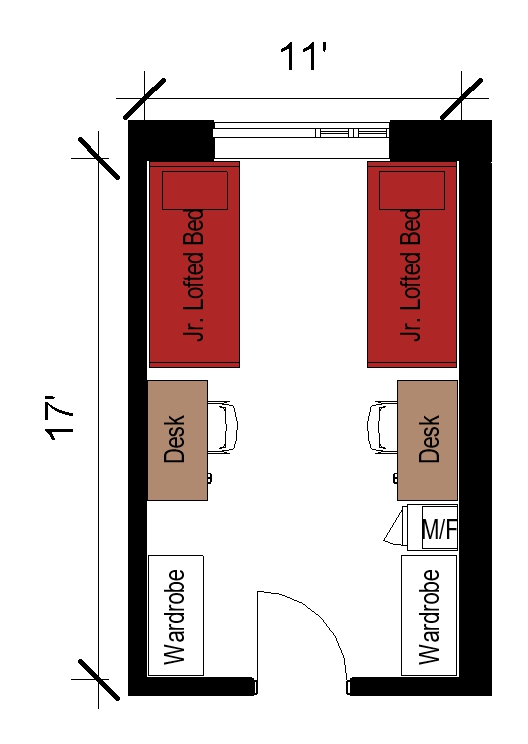 11'
17'
Jr. Lofted Bed
Jr. Lofted Bed
Desk
Desk
M/F
Wardrobe
Wardrobe